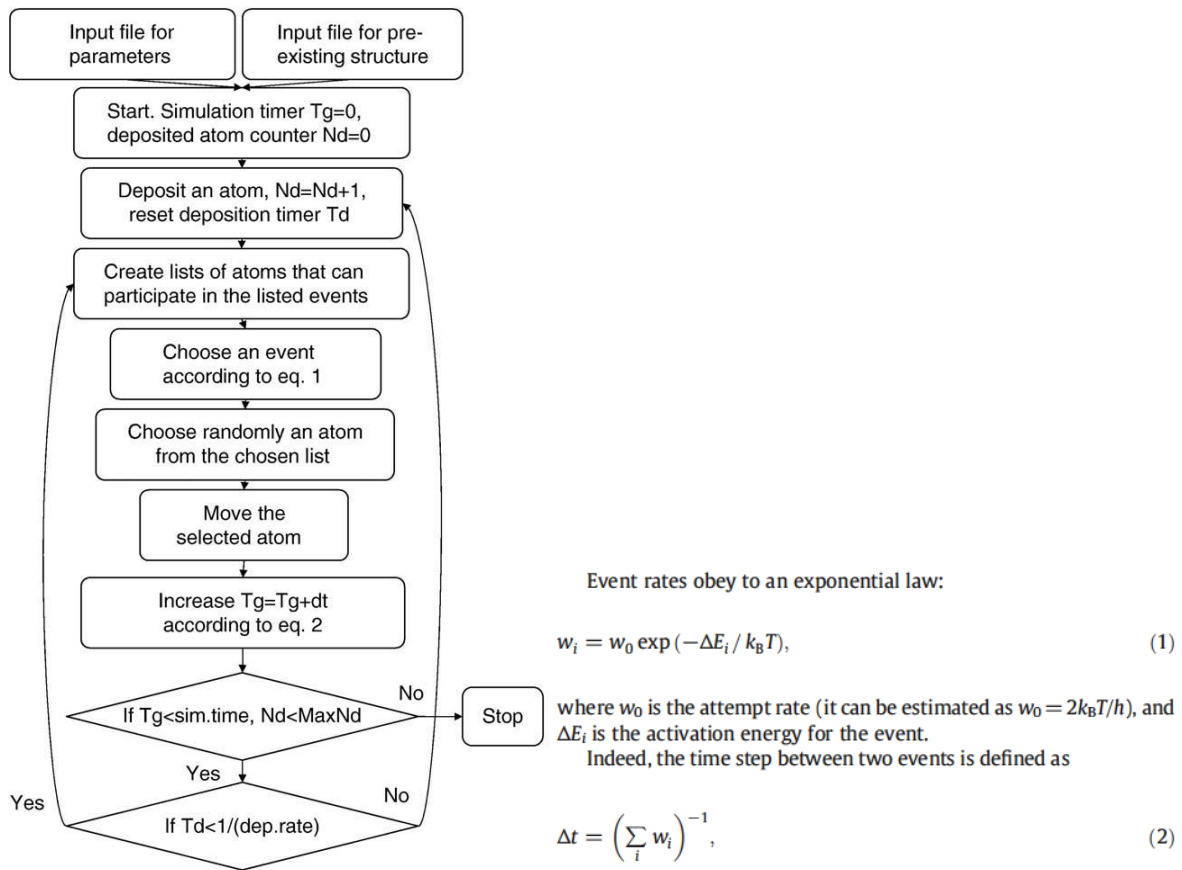 Input file for
parameters
Input file for pre-
existing structure
Start. Simulation timer Tg=0,
deposited atom counter Nd=0
Deposit an atom, Nd=Nd+1,
reset deposition timer Td
Create lists of atoms that can
participate in the listed events
Choose an event
according to eq. 1
Choose randomly an atom
from the chosen list
Move the
selected atom
Increase Tg=Tg+dt
according to eq. 2
If Tg<sim.time, Nd<MaxNd
No
Stop
Yes
If Td<1/(dep.rate)
Yes
No
Event rates obey to an exponential law:
w_i = w_0 exp (−ΔE_i / k_B T), (1)
where w_0 is the attempt rate (it can be estimated as w_0 = 2k_B T/h), and
ΔE_i is the activation energy for the event.
Indeed, the time step between two events is defined as
Δt = (∑_i w_i)^{−1}, (2)